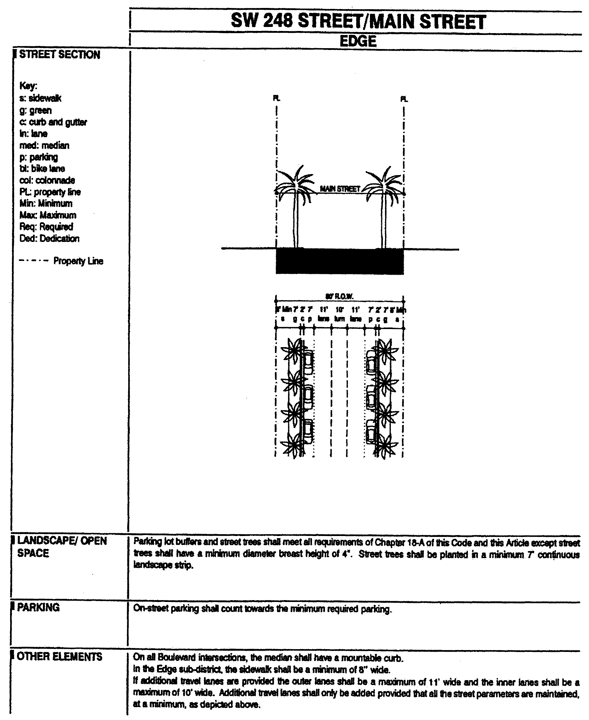 SW 248 STREET/MAIN STREET
EDGE
STREET SECTION
Key:
s: sidewalk
g: green
c: curb and gutter
ln: lane
med: median
p: parking
bl: bike lane
col: colonnade
PL: property line
Min: Minimum
Max: Maximum
Req: Required
Ded: Dedication
Property Line
PL PL
MAIN STREET
80' R.O.W.
8' Min 7' 2' 7' 11' 10' 11' 7' 2' 7' 8' Min
s g c p lane turn lane p c g s
LANDSCAPE/ OPEN
SPACE
Parking lot buffers and street trees shall meet all requirements of Chapter 18-A of this Code and this Article except street
trees shall have a minimum diameter breast height of 4". Street trees shall be planted in a minimum 7' continuous
landscape strip.
PARKING
On-street parking shall count towards the minimum required parking.
OTHER ELEMENTS
On all Boulevard intersections, the median shall have a mountable curb.
In the Edge sub-district, the sidewalk shall be a minimum of 8" wide.
If additional travel lanes are provided the outer lanes shall be a maximum of 11' wide and the inner lanes shall be a
maximum of 10' wide. Additional travel lanes shall only be added provided that all the street parameters are maintained,
at a minimum, as depicted above.